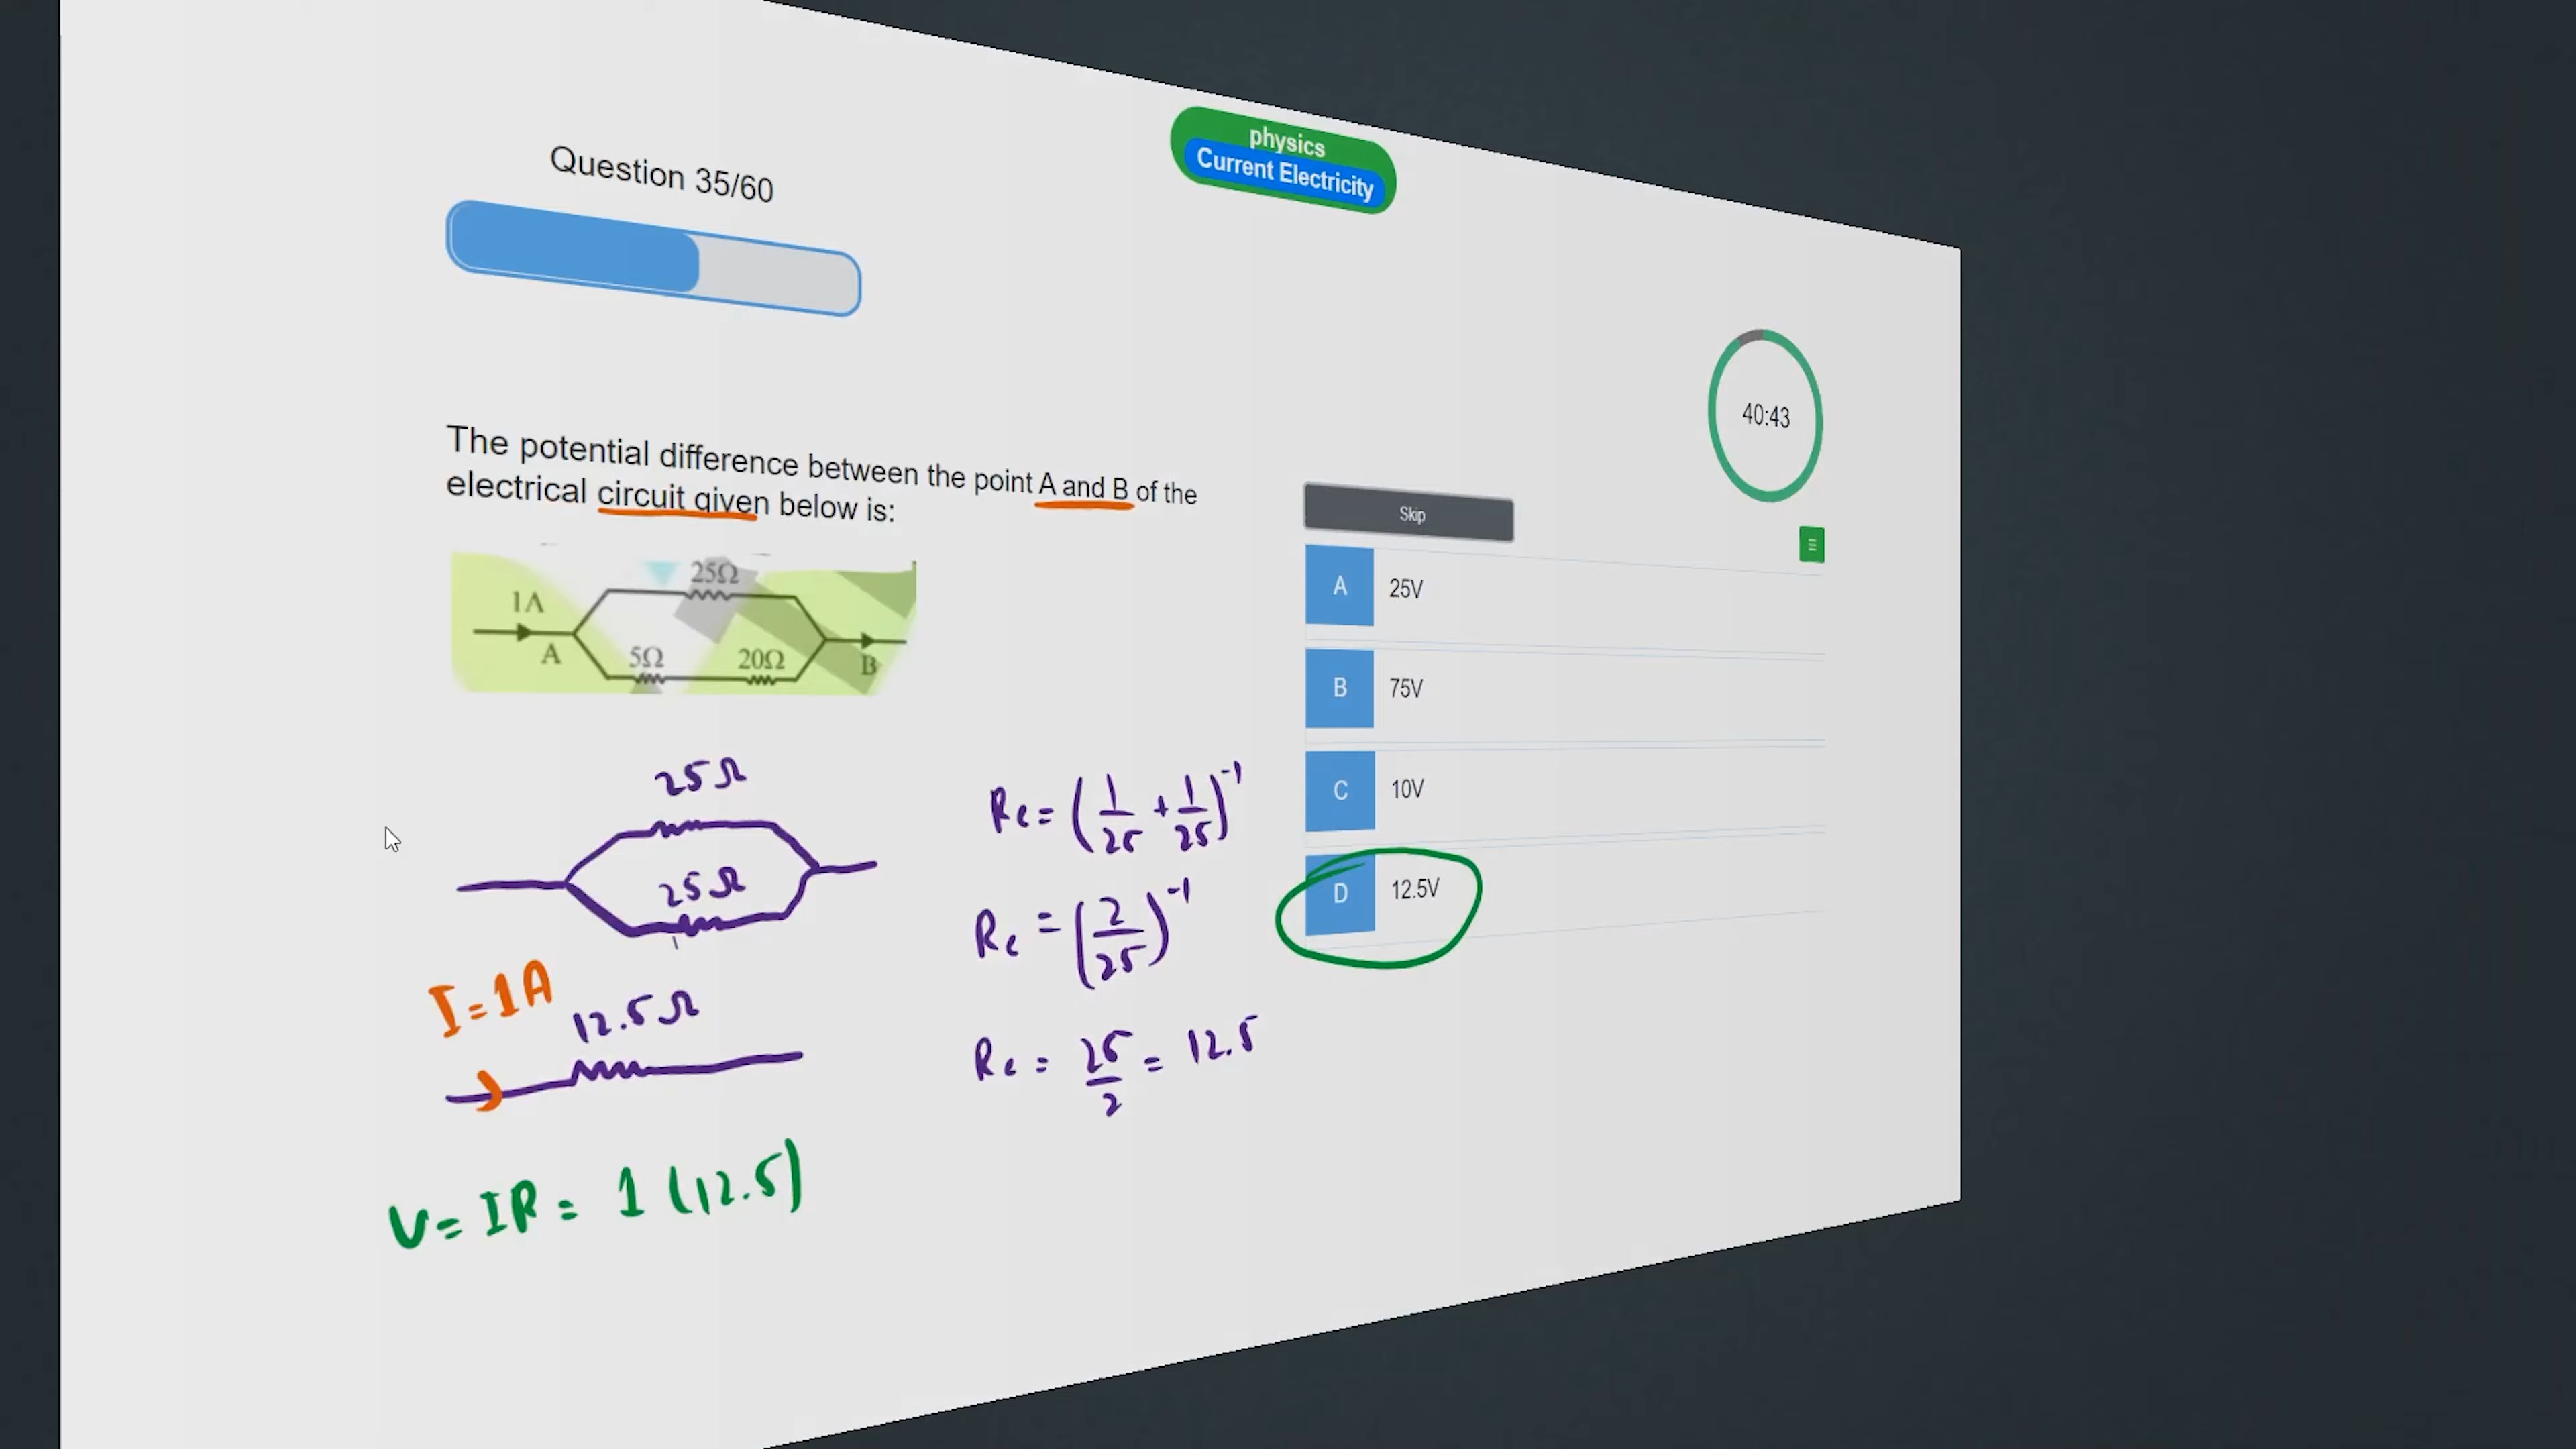 physics
Current Electricity
Question 35/60
40:43
The potential difference between the point A and B of the
electrical circuit given below is:
25Ω
1A
A
5Ω
20Ω
B
Skip
A 25V
B 75V
C 10V
D 12.5V
25Ω
25Ω
I=1A
12.5Ω
V= IR = 1 (12.5)
Re= (1/25 + 1/25)^-1
Re = (2/25)^-1
Re = 25/2 = 12.5